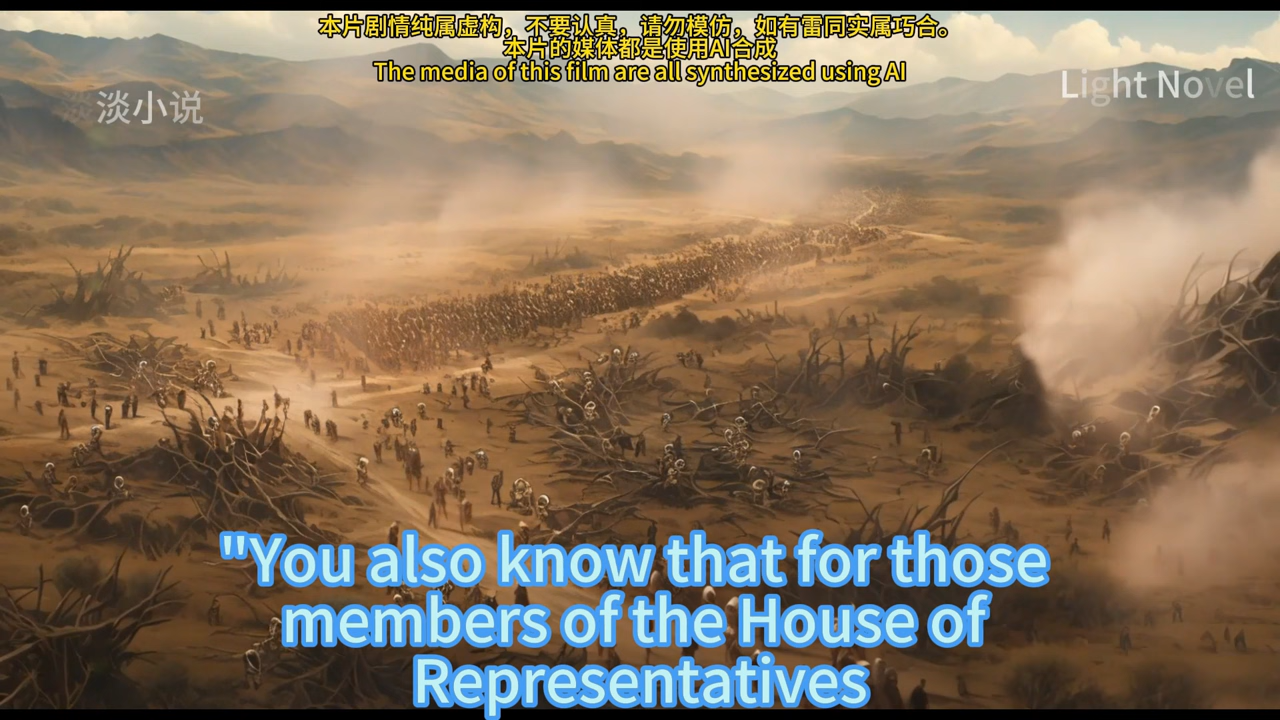 本片剧情纯属虚构，不要认真，请勿模仿，如有雷同实属巧合。
本片的媒体都是使用AI合成
The media of this film are all synthesized using AI
淡淡小说
Light Novel
"You also know that for those
members of the House of
Representatives